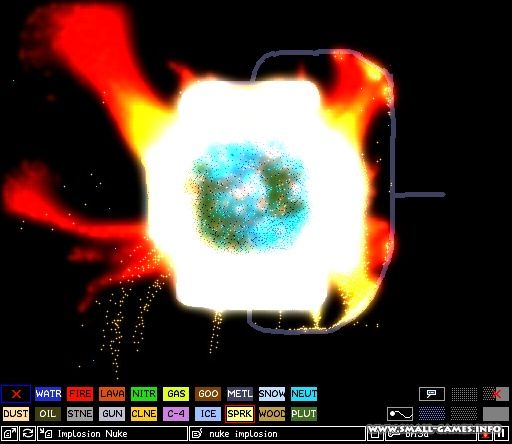 WATR FIRE LAVA NITR GAS GOO METL SNOW NEUT
DUST OIL STNE GUN CLNE C-4 ICE SPRK WOOD PLUT
WWW.SMALL-GAMES.INFO
Implosion Nuke nuke implosion